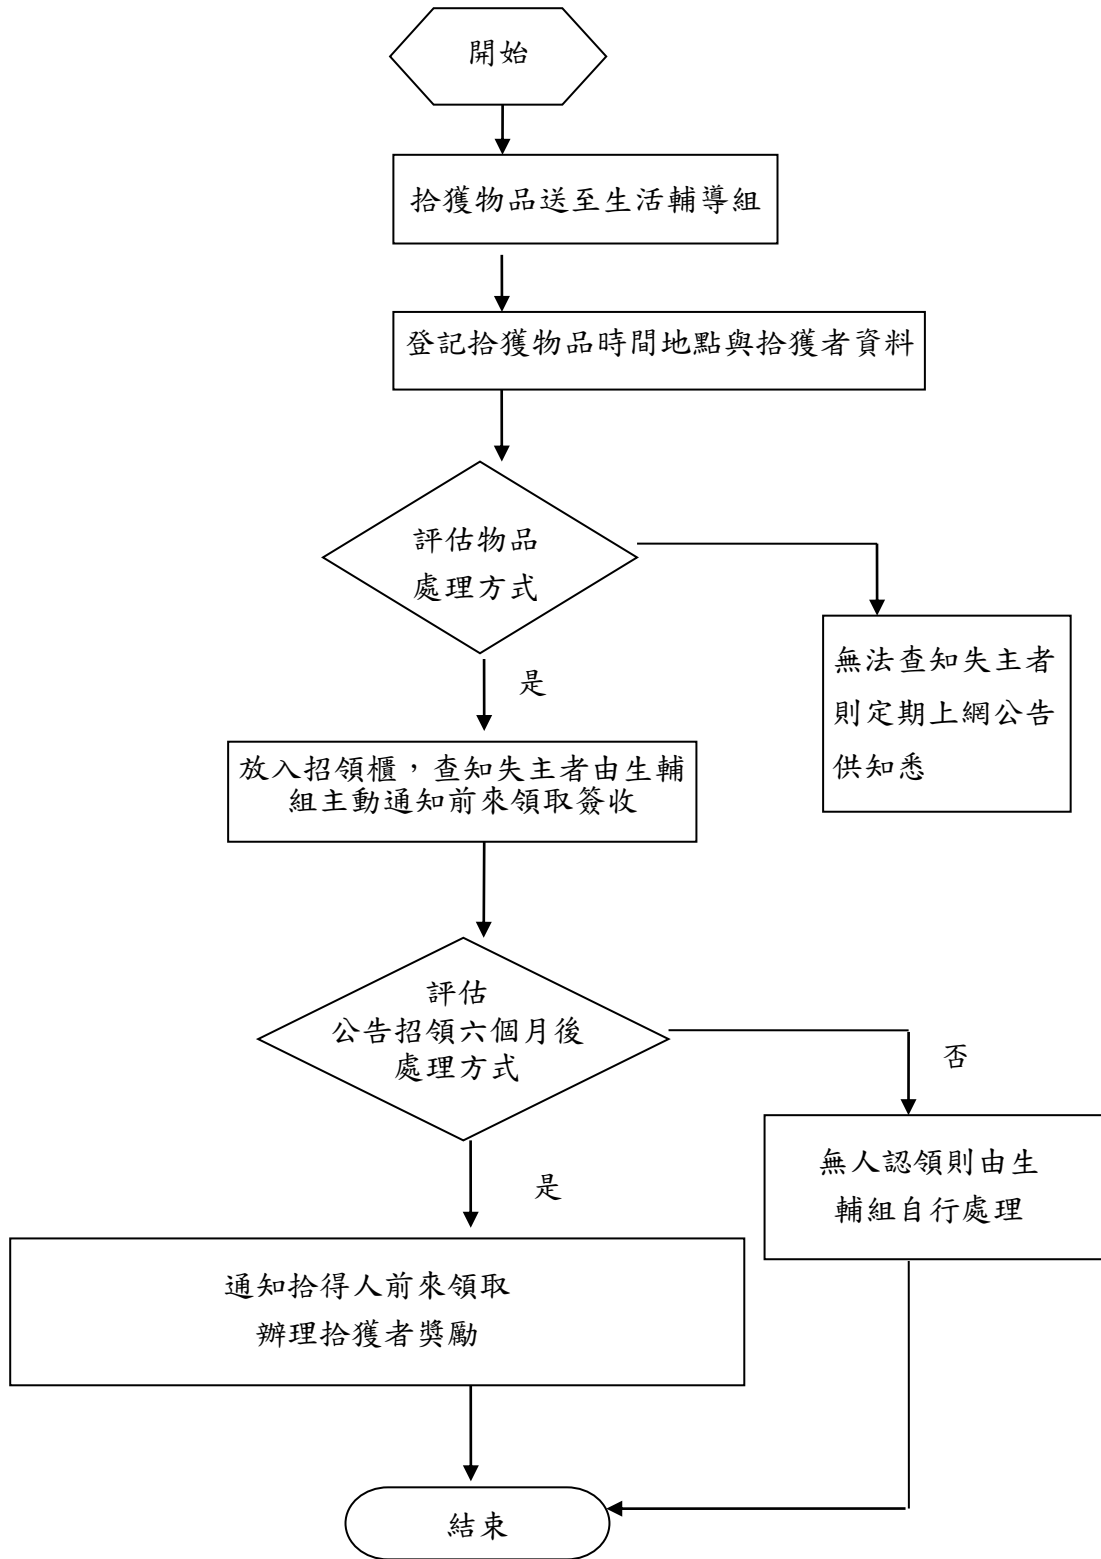 開始
拾獲物品送至生活輔導組
登記拾獲物品時間地點與拾獲者資料
評估物品
處理方式
無法查知失主者
則定期上網公告
供知悉
是
放入招領櫃，查知失主者由生輔
組主動通知前來領取簽收
評估
公告招領六個月後
處理方式
否
無人認領則由生
輔組自行處理
是
通知拾得人前來領取
辦理拾獲者獎勵
結束